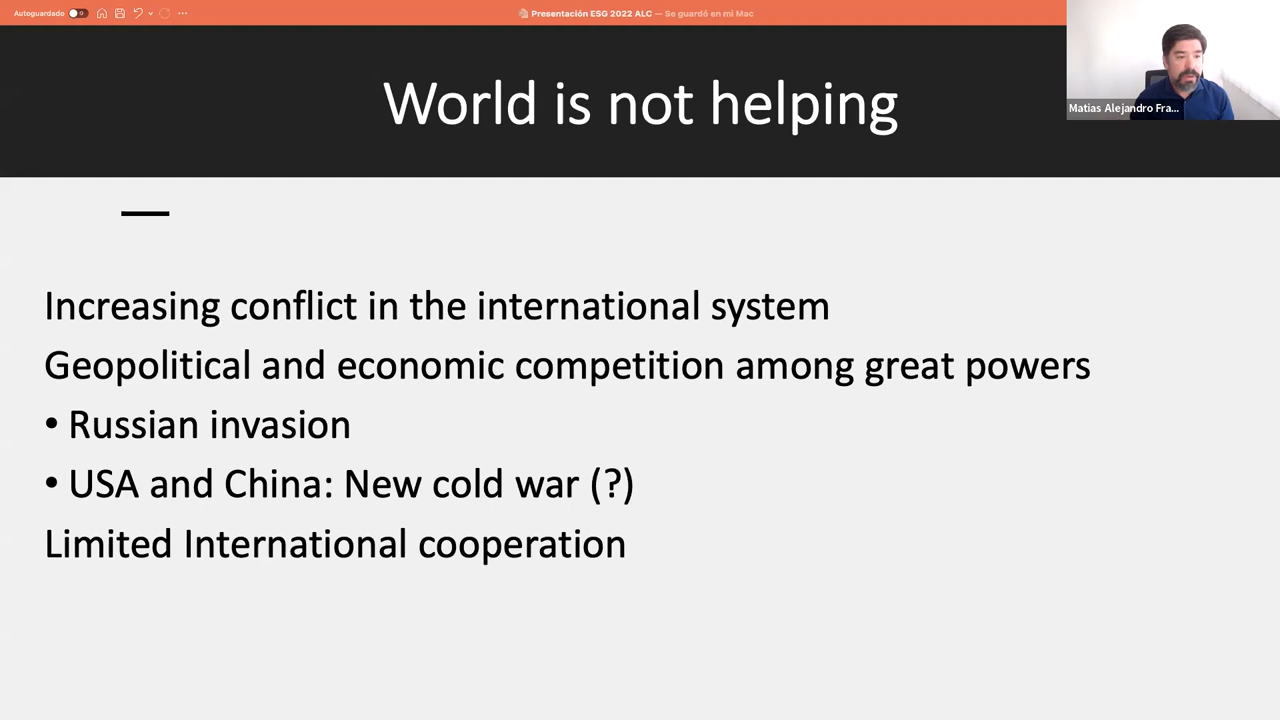 Autoguardado
Presentación ESG 2022 ALC — Se guardó en mi Mac
World is not helping
Matias Alejandro Fra...
Increasing conflict in the international system
Geopolitical and economic competition among great powers
• Russian invasion
• USA and China: New cold war (?)
Limited International cooperation